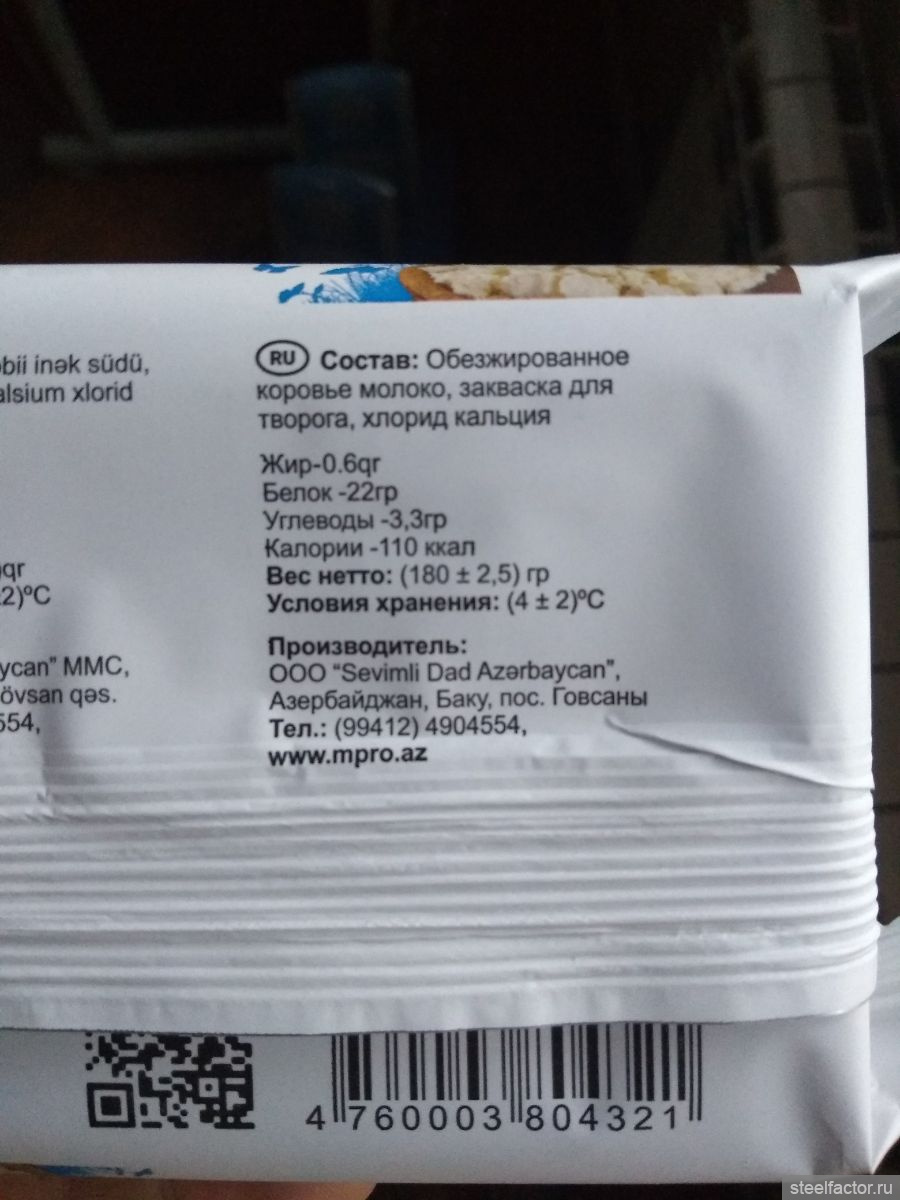 bii inək südü,
alsium xlorid
qr
2)ºC
ycan" MMC,
övsan qəs.
554,
RU Состав: Обезжированное
коровье молоко, закваска для
творога, хлорид кальция
Жир-0.6qr
Белок -22гр
Углеводы -3,3гр
Калории -110 ккал
Вес нетто: (180 ± 2,5) гр
Условия хранения: (4 ± 2)ºC
Производитель:
ООО “Sevimli Dad Azərbaycan”,
Азербайджан, Баку, пос. Говсаны
Тел.: (99412) 4904554,
www.mpro.az
4 760003 804321
steelfactor.ru